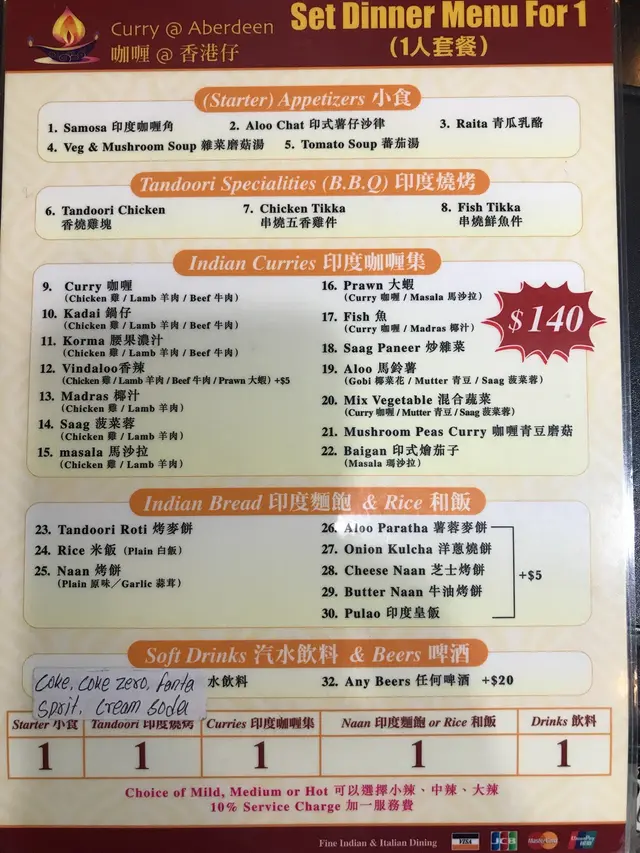 Curry @ Aberdeen
咖喱 @ 香港仔
Set Dinner Menu For 1
(1人套餐)
(Starter) Appetizers 小食
1. Samosa 印度咖喱角
2. Aloo Chat 印式薯仔沙律
3. Raita 青瓜乳酪
4. Veg & Mushroom Soup 雜菜磨菇湯
5. Tomato Soup 蕃茄湯
Tandoori Specialities (B.B.Q) 印度燒烤
6. Tandoori Chicken
香燒雞塊
7. Chicken Tikka
串燒五香雞件
8. Fish Tikka
串燒鮮魚件
Indian Curries 印度咖喱集
9. Curry 咖喱
(Chicken 雞 / Lamb 羊肉 / Beef 牛肉)
10. Kadai 鍋仔
(Chicken 雞 / Lamb 羊肉 / Beef 牛肉)
11. Korma 腰果濃汁
(Chicken 雞 / Lamb 羊肉 / Beef 牛肉)
12. Vindaloo香辣
(Chicken 雞 / Lamb 羊肉 / Beef 牛肉 / Prawn 大蝦) +$5
13. Madras 椰汁
(Chicken 雞 / Lamb 羊肉)
14. Saag 菠菜蓉
(Chicken 雞 / Lamb 羊肉)
15. masala 馬沙拉
(Chicken 雞 / Lamb 羊肉)
16. Prawn 大蝦
(Curry 咖喱 / Masala 馬沙拉)
17. Fish 魚
(Curry 咖喱 / Madras 椰汁)
18. Saag Paneer 炒雜菜
19. Aloo 馬鈴薯
(Gobi 椰菜花 / Mutter 青豆 / Saag 菠菜蓉)
20. Mix Vegetable 混合蔬菜
(Curry 咖喱 / Mutter 青豆 / Saag 菠菜蓉)
21. Mushroom Peas Curry 咖喱青豆磨菇
22. Baigan 印式燴茄子
(Masala 瑪沙拉)
$140
Indian Bread 印度麵飽 & Rice 和飯
23. Tandoori Roti 烤麥餅
24. Rice 米飯 (Plain 白飯)
25. Naan 烤餅
(Plain 原味/Garlic 蒜茸)
26. Aloo Paratha 薯蓉麥餅
27. Onion Kulcha 洋蔥燒餅
28. Cheese Naan 芝士烤餅
29. Butter Naan 牛油烤餅
30. Pulao 印度皇飯
+$5
Soft Drinks 汽水飲料 & Beers 啤酒
水飲料
32. Any Beers 任何啤酒 +$20
Coke, Coke zero, fanta
Sprit, Cream Soda
Starter 小食 Tandoori 印度燒烤 Curries 印度咖喱集 Naan 印度麵飽 or Rice 和飯 Drinks 飲料
1 1 1 1 1
Choice of Mild, Medium or Hot 可以選擇小辣、中辣、大辣
10% Service Charge 加一服務費
Fine Indian & Italian Dining
VISA JCB MasterCard UnionPay